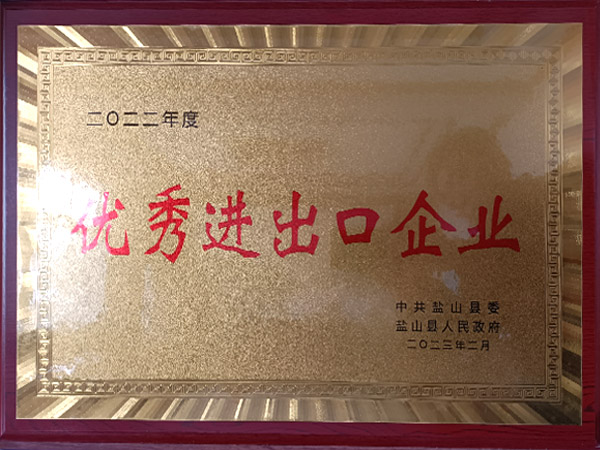 二〇二二年度
优秀进出口企业
中共盐山县委
盐山县人民政府
二〇二三年二月